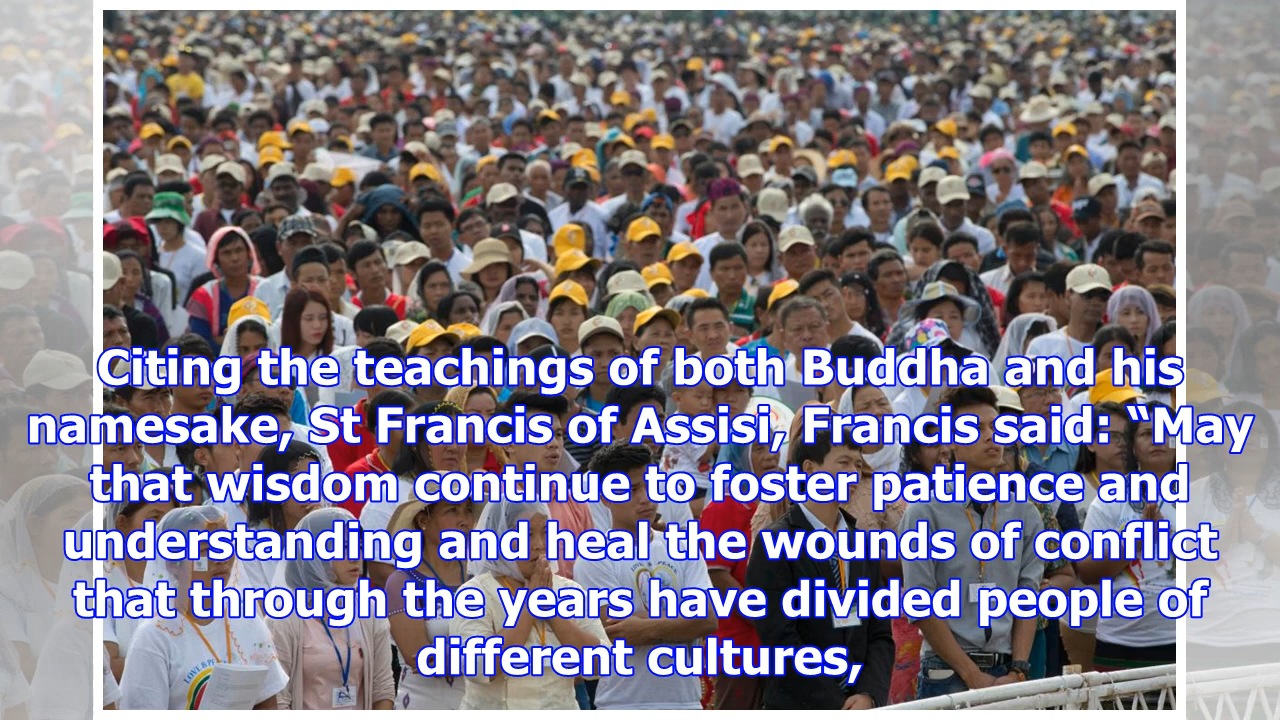 Citing the teachings of both Buddha and his
namesake, St Francis of Assisi, Francis said: “May
that wisdom continue to foster patience and
understanding and heal the wounds of conflict
that through the years have divided people of
different cultures,
LOVE & PEACE